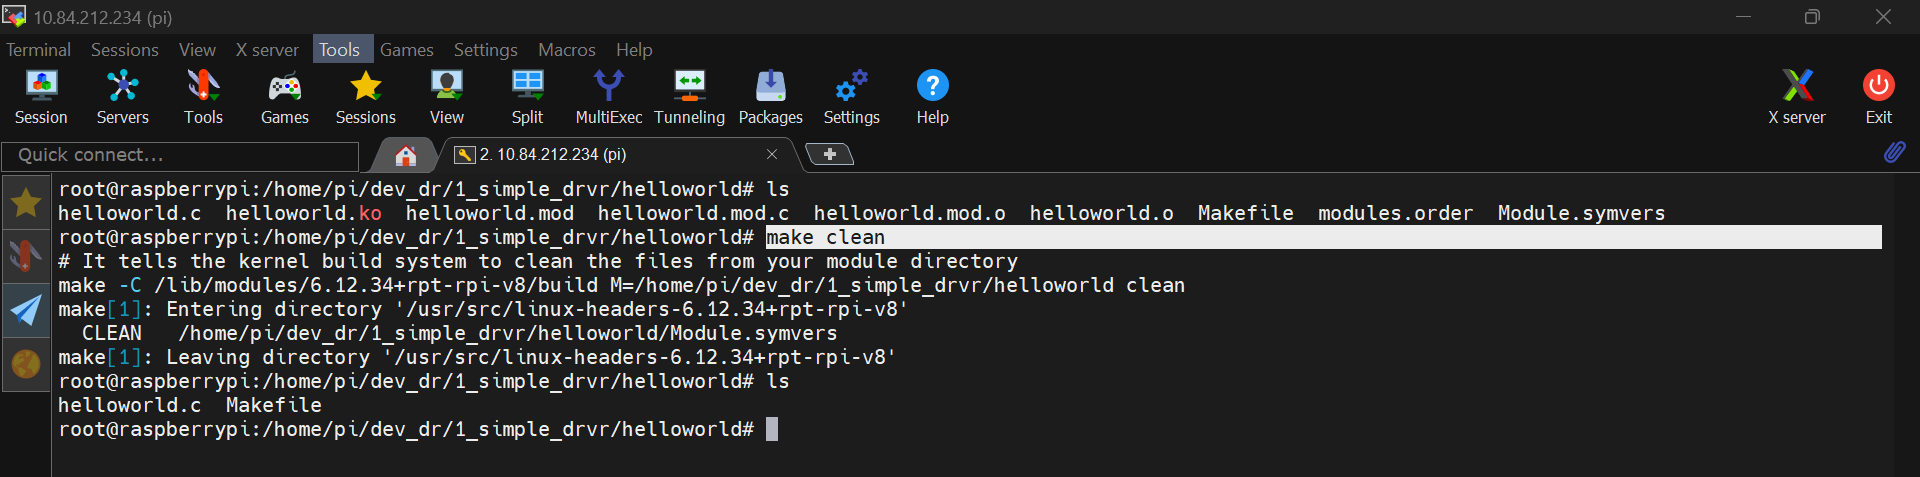 10.84.212.234 (pi)
Terminal Sessions View X server Tools Games Settings Macros Help
Session Servers Tools Games Sessions View Split MultiExec Tunneling Packages Settings Help X server Exit
Quick connect... 2. 10.84.212.234 (pi)
root@raspberrypi:/home/pi/dev_dr/1_simple_drvr/helloworld# ls
helloworld.c helloworld.ko helloworld.mod helloworld.mod.c helloworld.mod.o helloworld.o Makefile modules.order Module.symvers
root@raspberrypi:/home/pi/dev_dr/1_simple_drvr/helloworld# make clean
# It tells the kernel build system to clean the files from your module directory
make -C /lib/modules/6.12.34+rpt-rpi-v8/build M=/home/pi/dev_dr/1_simple_drvr/helloworld clean
make[1]: Entering directory '/usr/src/linux-headers-6.12.34+rpt-rpi-v8'
CLEAN /home/pi/dev_dr/1_simple_drvr/helloworld/Module.symvers
make[1]: Leaving directory '/usr/src/linux-headers-6.12.34+rpt-rpi-v8'
root@raspberrypi:/home/pi/dev_dr/1_simple_drvr/helloworld# ls
helloworld.c Makefile
root@raspberrypi:/home/pi/dev_dr/1_simple_drvr/helloworld#